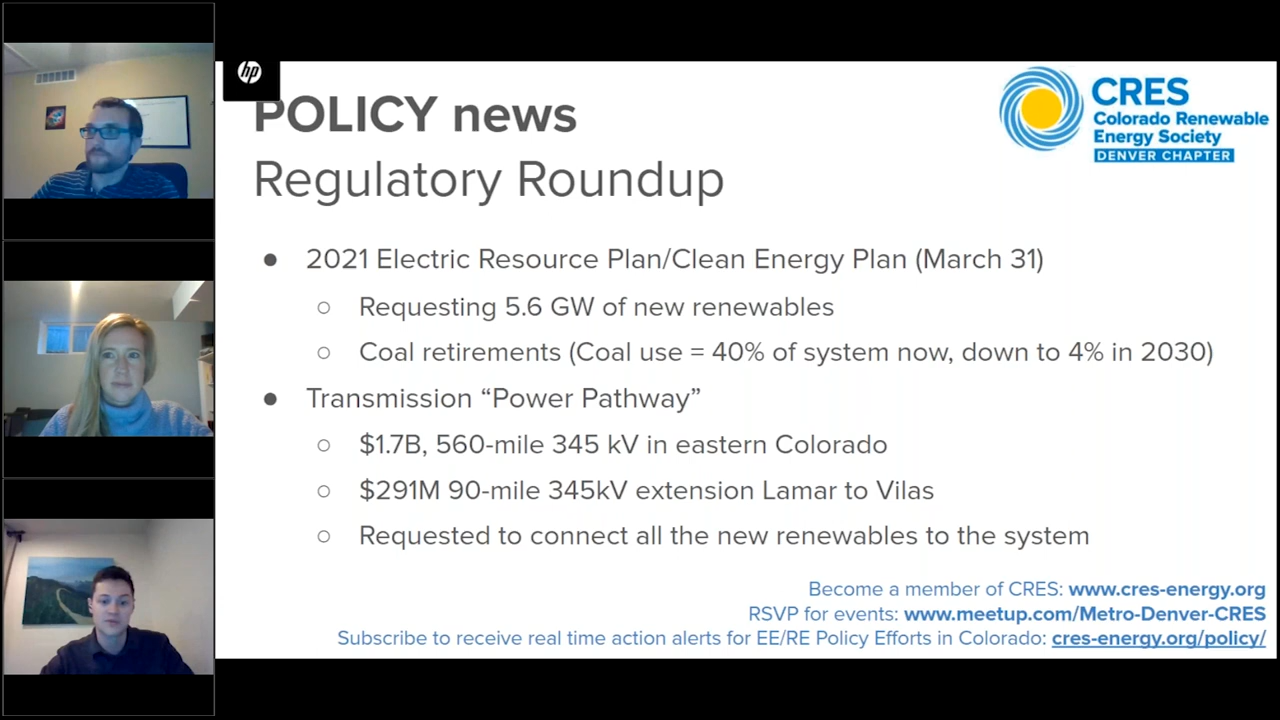 hp
POLICY news
Regulatory Roundup
CRES
Colorado Renewable
Energy Society
DENVER CHAPTER
● 2021 Electric Resource Plan/Clean Energy Plan (March 31)
○ Requesting 5.6 GW of new renewables
○ Coal retirements (Coal use = 40% of system now, down to 4% in 2030)
● Transmission “Power Pathway”
○ $1.7B, 560-mile 345 kV in eastern Colorado
○ $291M 90-mile 345kV extension Lamar to Vilas
○ Requested to connect all the new renewables to the system
Become a member of CRES: www.cres-energy.org
RSVP for events: www.meetup.com/Metro-Denver-CRES
Subscribe to receive real time action alerts for EE/RE Policy Efforts in Colorado: cres-energy.org/policy/